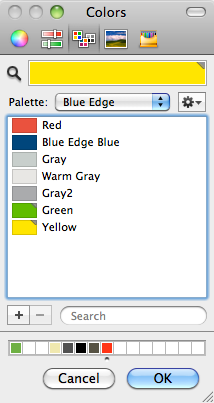 Colors
Palette: Blue Edge
Red
Blue Edge Blue
Gray
Warm Gray
Gray2
Green
Yellow
+ − Search
Cancel OK